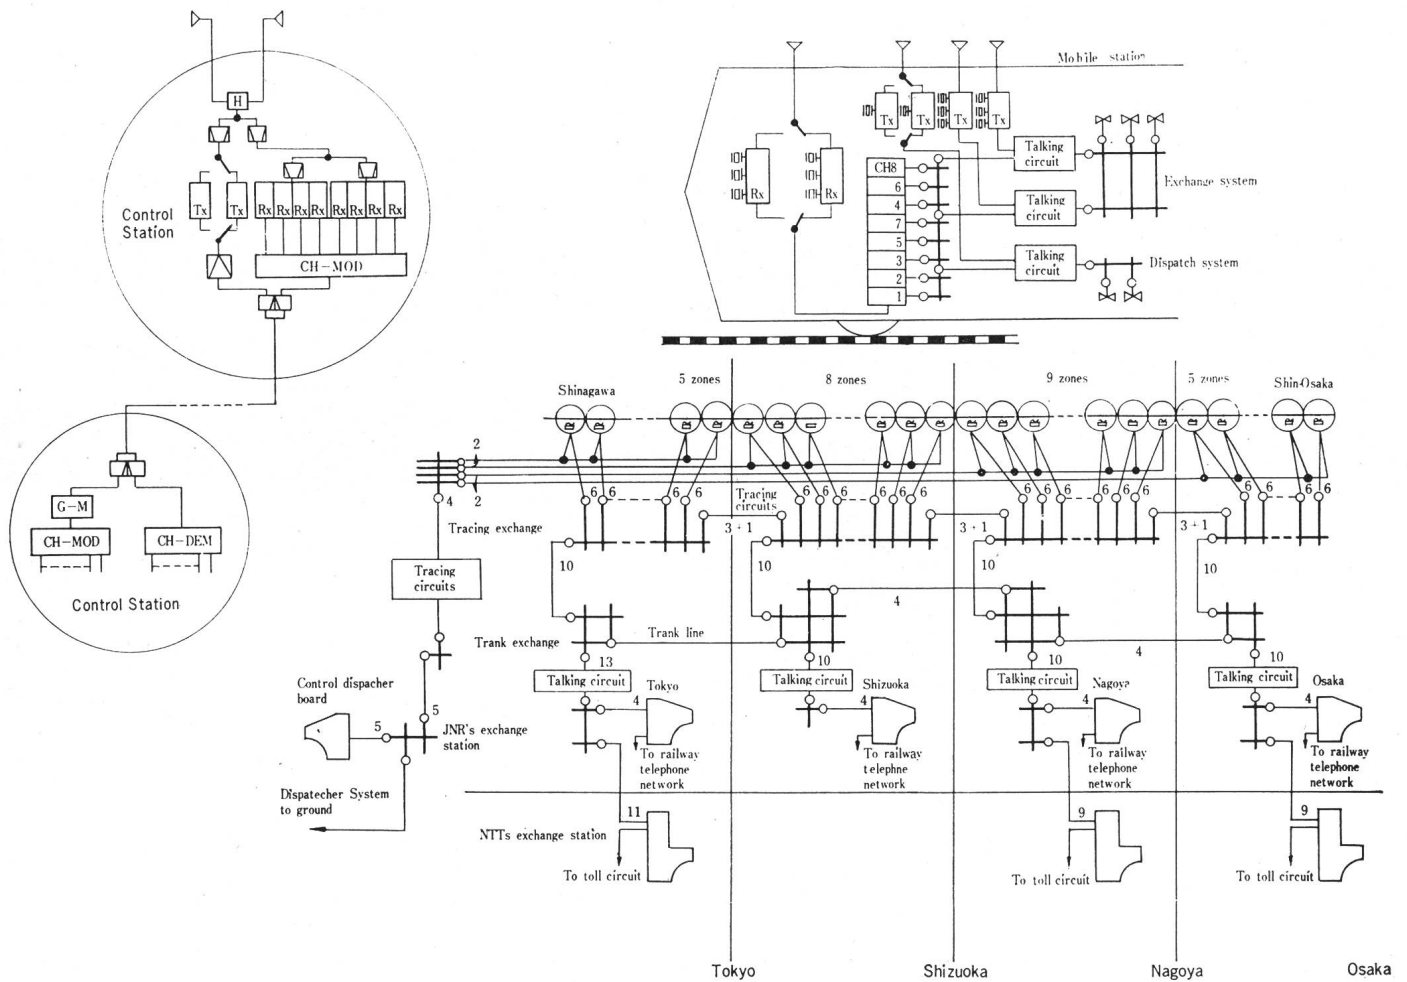 Control
Station
H
Tx
Tx
Rx Rx Rx Rx Rx Rx Rx Rx
CH-MOD
G-M
CH-MOD
CH-DEM
Control Station
Mobile station
Tx
Tx
Tx
Tx
Rx
Rx
CH8
6
4
7
5
3
2
1
Talking
circuit
Talking
circuit
Talking
circuit
Exchange system
Dispatch system
Shinagawa
5 zones
8 zones
9 zones
5 zones
Shin-Osaka
2
2
4
6 6 6 6
6 6 6 6 6 6
6 6 6 6 6 6
6 6 6 6
Tracing
circuits
3+1
3+1
3+1
Tracing exchange
10
10
10
10
Tracing
circuits
4
4
Trank exchange
Trank line
13
10
10
10
Talking circuit
Talking circuit
Talking circuit
Talking circuit
Control dispacher
board
5
5
JNR's exchange
station
Dispatecher System
to ground
4
Tokyo
To railway
telephone
network
4
Shizuoka
To railway
telephne
network
4
Nagoya
To railway
telephone
network
4
Osaka
To railway
telephone
network
NTTs exchange station
11
To toll circuit
9
To toll circuit
9
To toll circuit
Tokyo
Shizuoka
Nagoya
Osaka